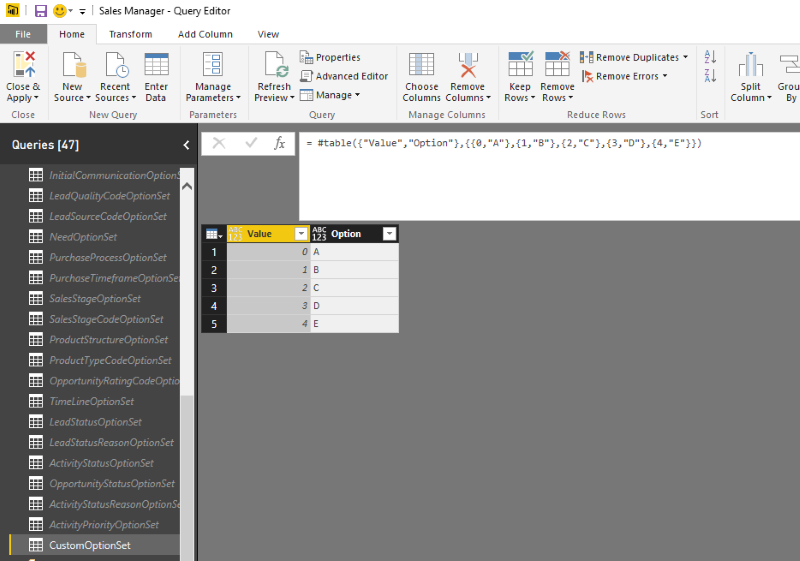 Sales Manager - Query Editor
File Home Transform Add Column View
Close & Apply
New Source
Recent Sources
Enter Data
Manage Parameters
Refresh Preview
Properties
Advanced Editor
Manage
Choose Columns
Remove Columns
Keep Rows
Remove Rows
Remove Duplicates
Remove Errors
Split Column
Close New Query Parameters Query Manage Columns Reduce Rows Sort
Queries [47]
fx = #table({"Value","Option"},{{0,"A"},{1,"B"},{2,"C"},{3,"D"},{4,"E"}})
InitialCommunicationOptionS
LeadQualityCodeOptionSet
LeadSourceCodeOptionSet
NeedOptionSet
PurchaseProcessOptionSet
PurchaseTimeframeOptionSe
SalesStageOptionSet
SalesStageCodeOptionSet
ProductStructureOptionSet
ProductTypeCodeOptionSet
OpportunityRatingCodeOptio
TimeLineOptionSet
LeadStatusOptionSet
LeadStatusReasonOptionSet
ActivityStatusOptionSet
OpportunityStatusOptionSet
ActivityStatusReasonOptionSe
ActivityPriorityOptionSet
CustomOptionSet
ABC 123 Value ABC 123 Option
1 0 A
2 1 B
3 2 C
4 3 D
5 4 E